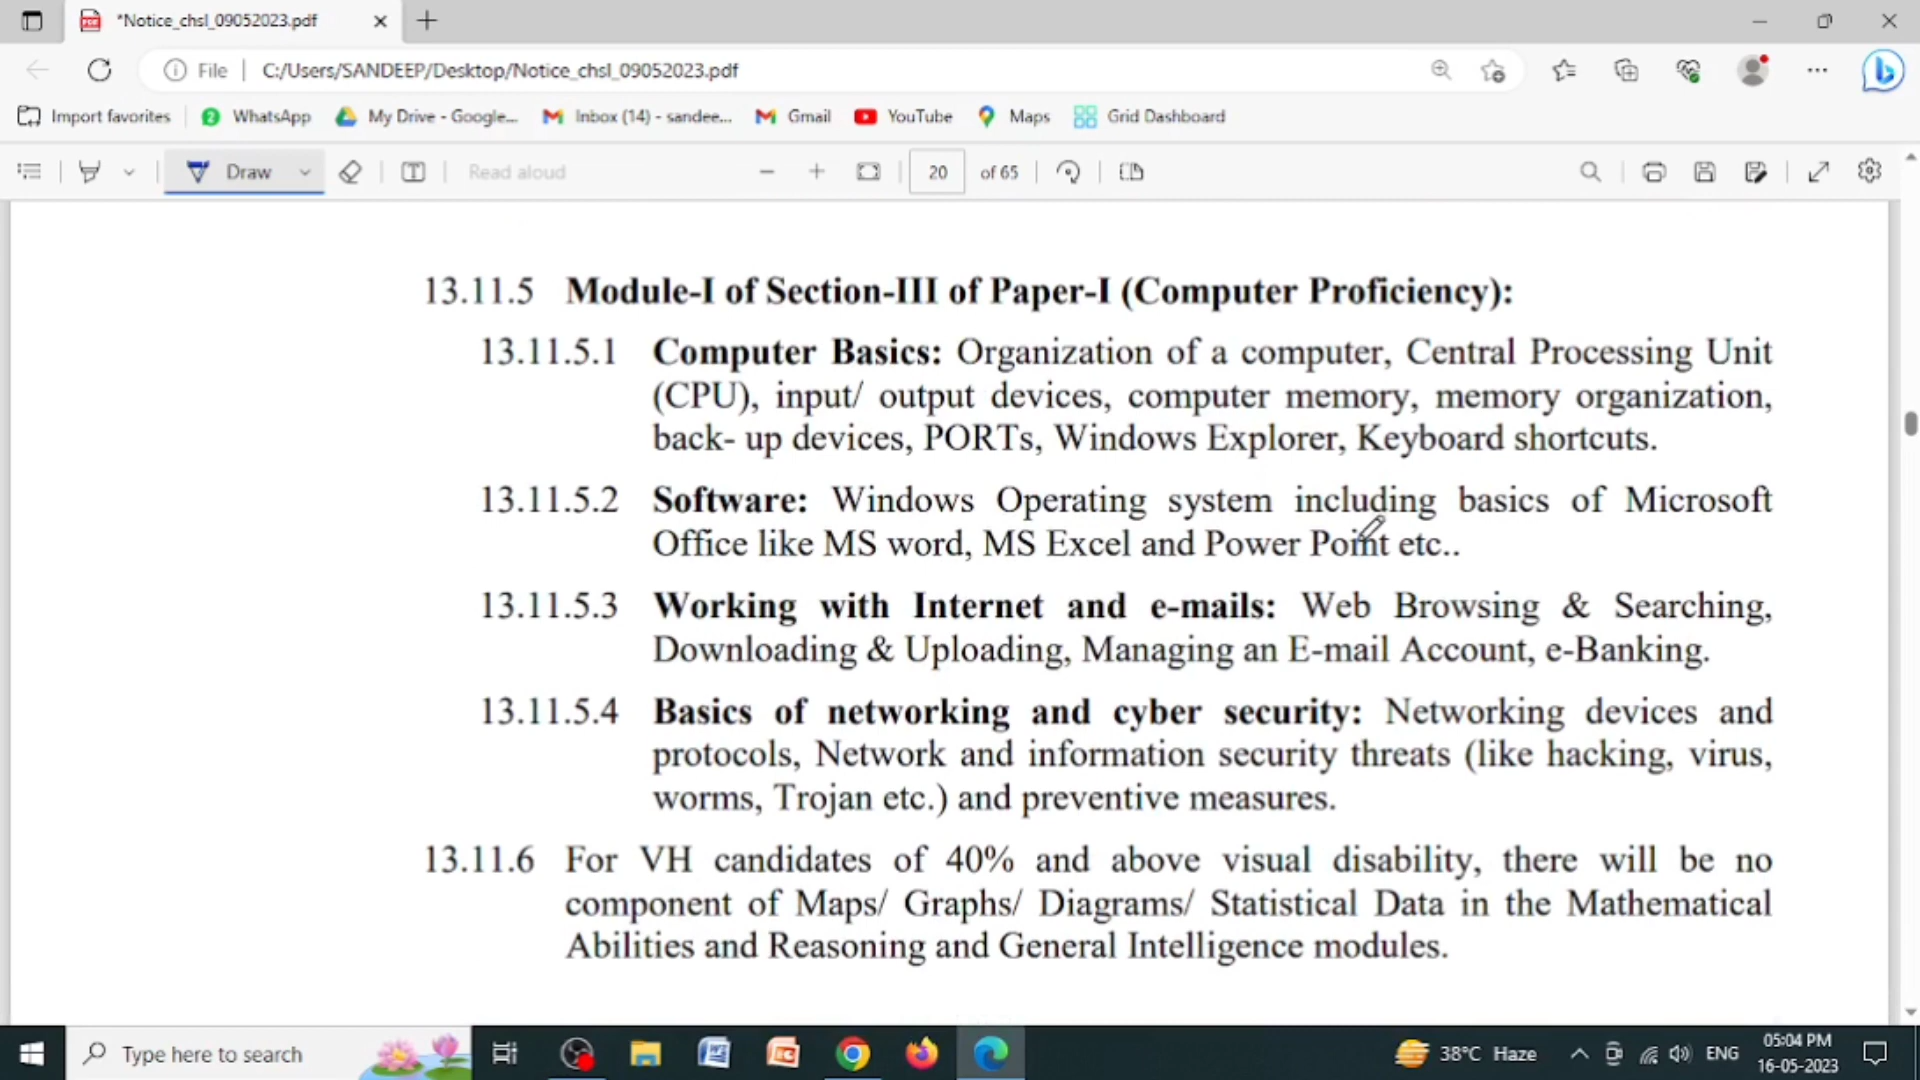 *Notice_chsl_09052023.pdf
File
C:/Users/SANDEEP/Desktop/Notice_chsl_09052023.pdf
Import favorites
WhatsApp
My Drive - Google...
Inbox (14) - sandee...
Gmail
YouTube
Maps
Grid Dashboard
Draw
Read aloud
20
of 65
13.11.5 Module-I of Section-III of Paper-I (Computer Proficiency):
13.11.5.1 Computer Basics: Organization of a computer, Central Processing Unit
(CPU), input/ output devices, computer memory, memory organization,
back- up devices, PORTs, Windows Explorer, Keyboard shortcuts.
13.11.5.2 Software: Windows Operating system including basics of Microsoft
Office like MS word, MS Excel and Power Point etc..
13.11.5.3 Working with Internet and e-mails: Web Browsing & Searching,
Downloading & Uploading, Managing an E-mail Account, e-Banking.
13.11.5.4 Basics of networking and cyber security: Networking devices and
protocols, Network and information security threats (like hacking, virus,
worms, Trojan etc.) and preventive measures.
13.11.6 For VH candidates of 40% and above visual disability, there will be no
component of Maps/ Graphs/ Diagrams/ Statistical Data in the Mathematical
Abilities and Reasoning and General Intelligence modules.
Type here to search
38°C Haze
ENG
05:04 PM
16-05-2023